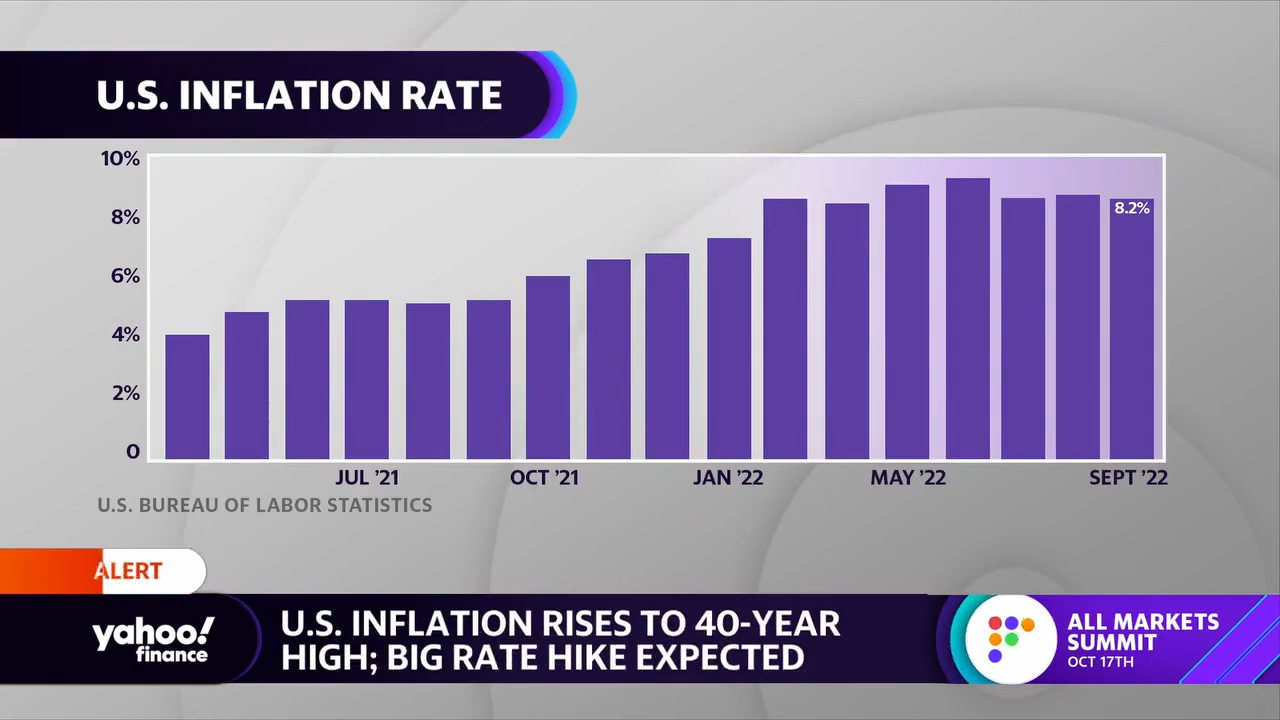 U.S. INFLATION RATE
10%
8%
6%
4%
2%
0
8.2%
JUL ’21
OCT ’21
JAN ’22
MAY ’22
SEPT ’22
U.S. BUREAU OF LABOR STATISTICS
ALERT
yahoo!
finance
U.S. INFLATION RISES TO 40-YEAR
HIGH; BIG RATE HIKE EXPECTED
ALL MARKETS
SUMMIT
OCT 17TH